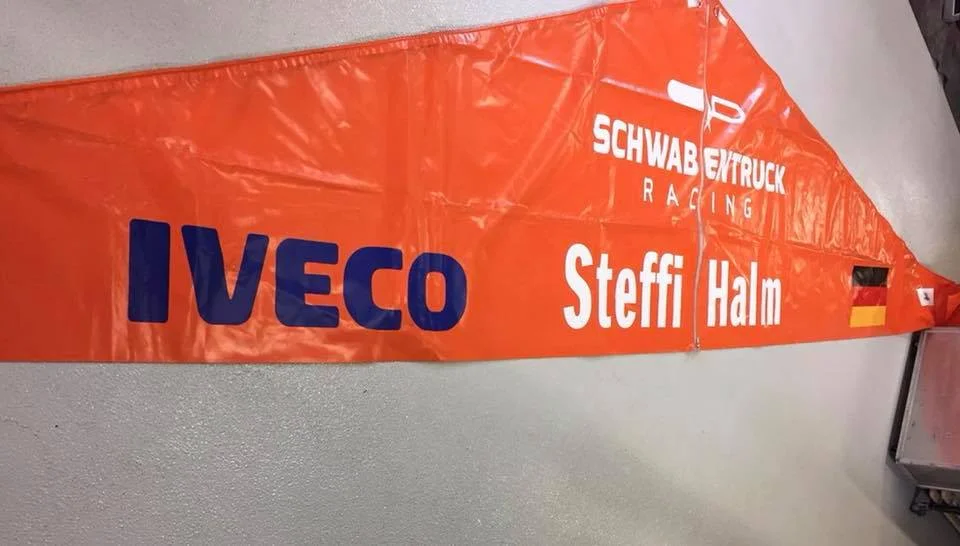 SCHWABENTRUCK
RACING
IVECO
Steffi Halm